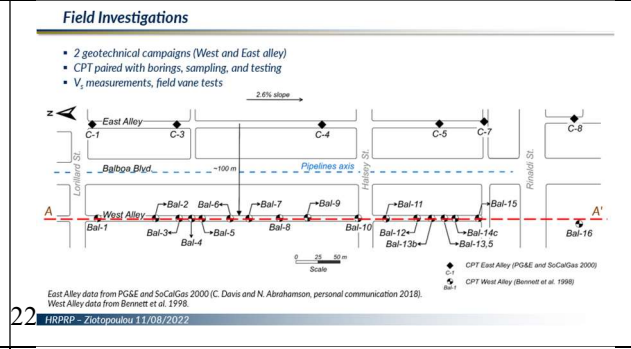 Field Investigations
▪ 2 geotechnical campaigns (West and East alley)
▪ CPT paired with borings, sampling, and testing
▪ Vs measurements, field vane tests
2.6% slope
Z
East Alley
C-1
C-3
C-4
C-5
C-7
C-8
Lorillard St.
Balboa Blvd.
~100 m
Pipelines axis
Halsey St.
Rinaldi St.
A
West Alley
Bal-2
Bal-6
Bal-7
Bal-9
Bal-11
Bal-15
A'
Bal-1
Bal-3
Bal-4
Bal-5
Bal-8
Bal-10
Bal-12
Bal-13b
Bal-14c
Bal-13,5
Bal-16
0 25 50 m
Scale
C-1
CPT East Alley (PG&E and SoCalGas 2000)
Bal-1
CPT West Alley (Bennett et al. 1998)
East Alley data from PG&E and SoCalGas 2000 (C. Davis and N. Abrahamson, personal communication 2018).
West Alley data from Bennett et al. 1998.
22
HRPRP – Ziotopoulou 11/08/2022